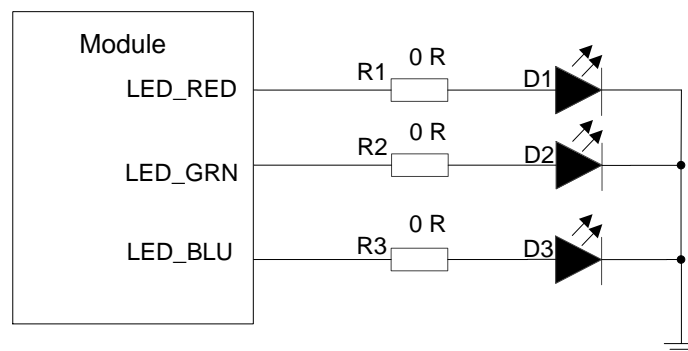 Module
LED_RED
R1
0 R
D1
LED_GRN
R2
0 R
D2
LED_BLU
R3
0 R
D3